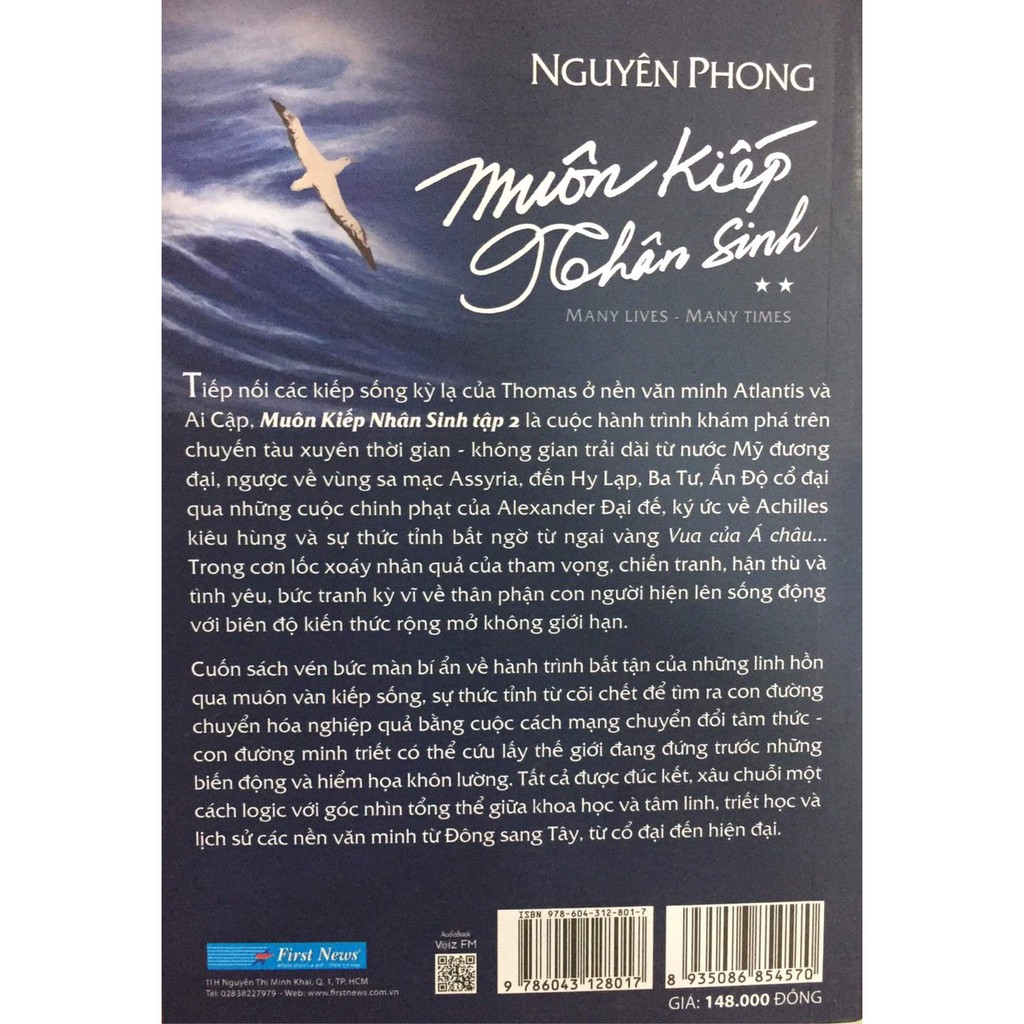 NGUYÊN PHONG
Muôn Kiếp
Nhân Sinh
★★
MANY LIVES - MANY TIMES
Tiếp nối các kiếp sống kỳ lạ của Thomas ở nền văn minh Atlantis và
Ai Cập, Muôn Kiếp Nhân Sinh tập 2 là cuộc hành trình khám phá trên
chuyến tàu xuyên thời gian - không gian trải dài từ nước Mỹ đương
đại, ngược về vùng sa mạc Assyria, đến Hy Lạp, Ba Tư, Ấn Độ cổ đại
qua những cuộc chinh phạt của Alexander Đại đế, ký ức về Achilles
kiêu hùng và sự thức tỉnh bất ngờ từ ngai vàng Vua của Á châu...
Trong cơn lốc xoáy nhân quả của tham vọng, chiến tranh, hận thù và
tình yêu, bức tranh kỳ vĩ về thân phận con người hiện lên sống động
với biên độ kiến thức rộng mở không giới hạn.
Cuốn sách vén bức màn bí ẩn về hành trình bất tận của những linh hồn
qua muôn vàn kiếp sống, sự thức tỉnh từ cõi chết để tìm ra con đường
chuyển hóa nghiệp quả bằng cuộc cách mạng chuyển đổi tâm thức -
con đường minh triết có thể cứu lấy thế giới đang đứng trước những
biến động và hiểm họa khôn lường. Tất cả được đúc kết, xâu chuỗi một
cách logic với góc nhìn tổng thể giữa khoa học và tâm linh, triết học và
lịch sử các nền văn minh từ Đông sang Tây, từ cổ đại đến hiện đại.
First News
11H Nguyễn Thị Minh Khai, Q. 1, TP. HCM
Tel: 02838227979 - Web: www.firstnews.com.vn
AudioBook
Voiz FM
ISBN 978-604-312-801-7
9 786043 128017
8 935086 854570
GIÁ: 148.000 ĐỒNG